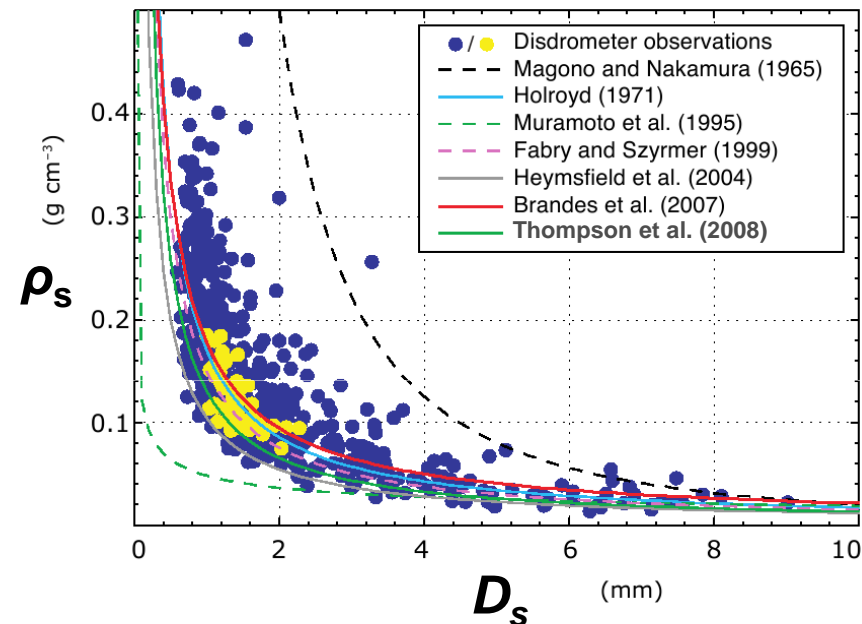 ● / ● Disdrometer observations
Magono and Nakamura (1965)
Holroyd (1971)
Muramoto et al. (1995)
Fabry and Szyrmer (1999)
Heymsfield et al. (2004)
Brandes et al. (2007)
Thompson et al. (2008)
0.4
(g cm⁻³)
0.3
ρs
0.2
0.1
0 2 4 6 8 10
Ds (mm)